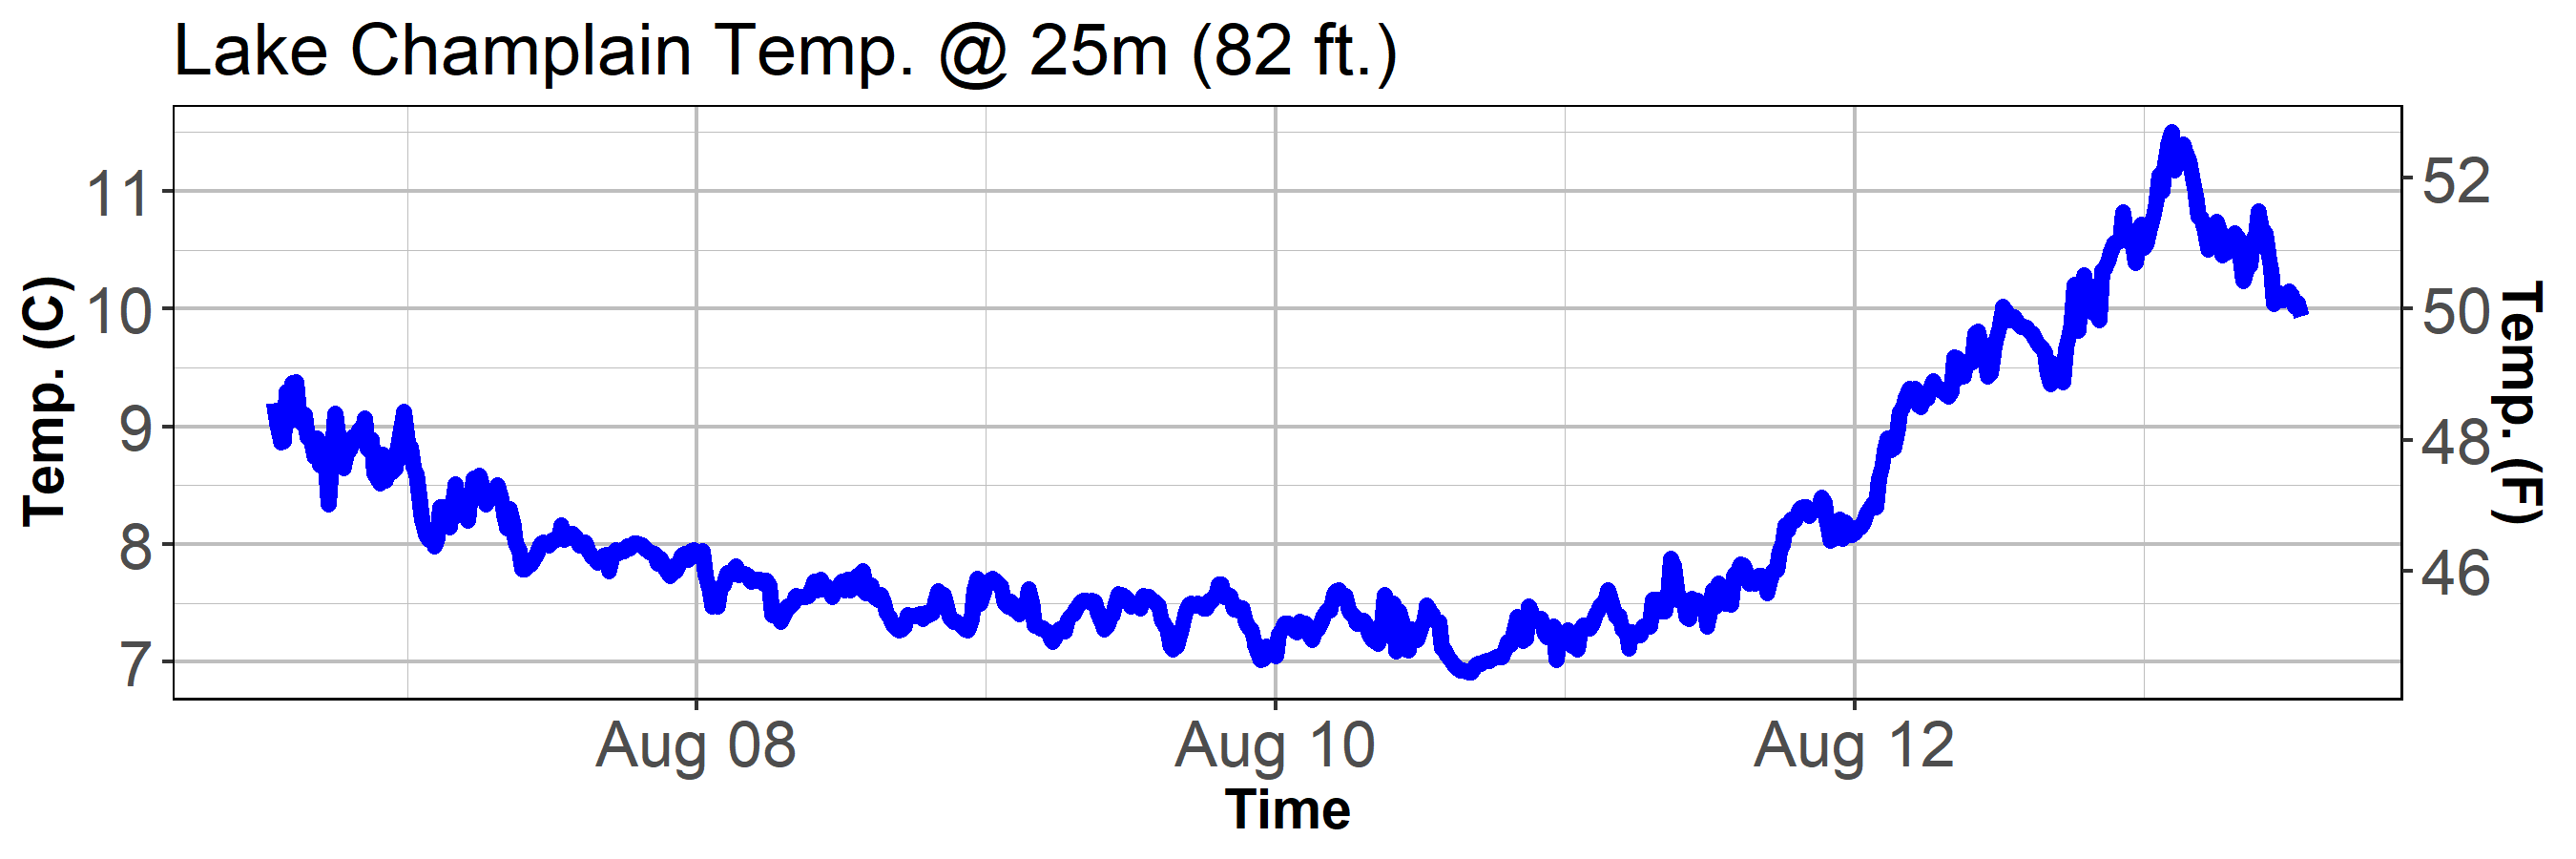 Lake Champlain Temp. @ 25m (82 ft.)
Temp. (C)
11
10
9
8
7
52
50
48
46
Temp. (F)
Aug 08
Aug 10
Aug 12
Time